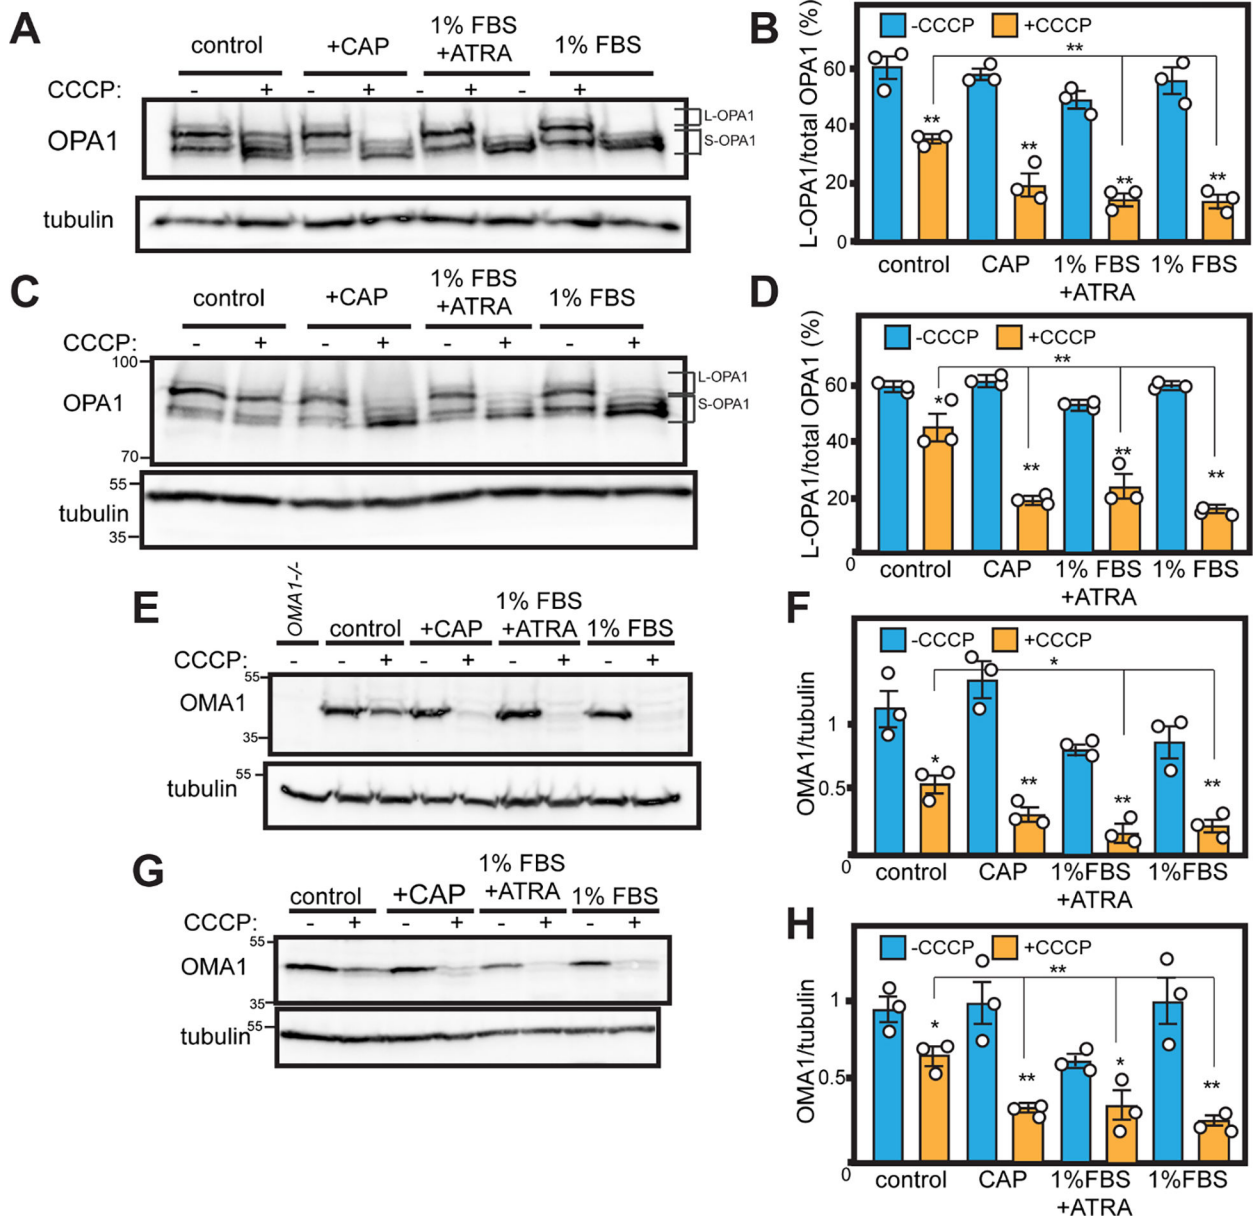 A
control
+CAP
1% FBS
+ATRA
1% FBS
CCCP:
- + - + - + - +
OPA1
L-OPA1
S-OPA1
tubulin
B
-CCCP +CCCP
L-OPA1/total OPA1 (%)
60
40
20
0
**
**
**
**
**
control
CAP
1% FBS
+ATRA
1% FBS
C
control
+CAP
1% FBS
+ATRA
1% FBS
CCCP:
- + - + - + - +
100
OPA1
70
L-OPA1
S-OPA1
55
tubulin
35
D
-CCCP +CCCP
L-OPA1/total OPA1 (%)
60
40
20
0
**
*
**
**
**
control
CAP
1% FBS
+ATRA
1% FBS
E
OMA1-/-
control
+CAP
1% FBS
+ATRA
1% FBS
CCCP:
- - + - + - + - +
55
OMA1
35
55
tubulin
F
-CCCP +CCCP
OMA1/tubulin
1
0.5
0
*
*
**
**
**
control
CAP
1%FBS
+ATRA
1%FBS
G
control
+CAP
1% FBS
+ATRA
1% FBS
CCCP:
- + - + - + - +
55
OMA1
35
tubulin
55
H
-CCCP +CCCP
OMA1/tubulin
1
0.5
0
**
*
**
*
**
control
CAP
1%FBS
+ATRA
1%FBS